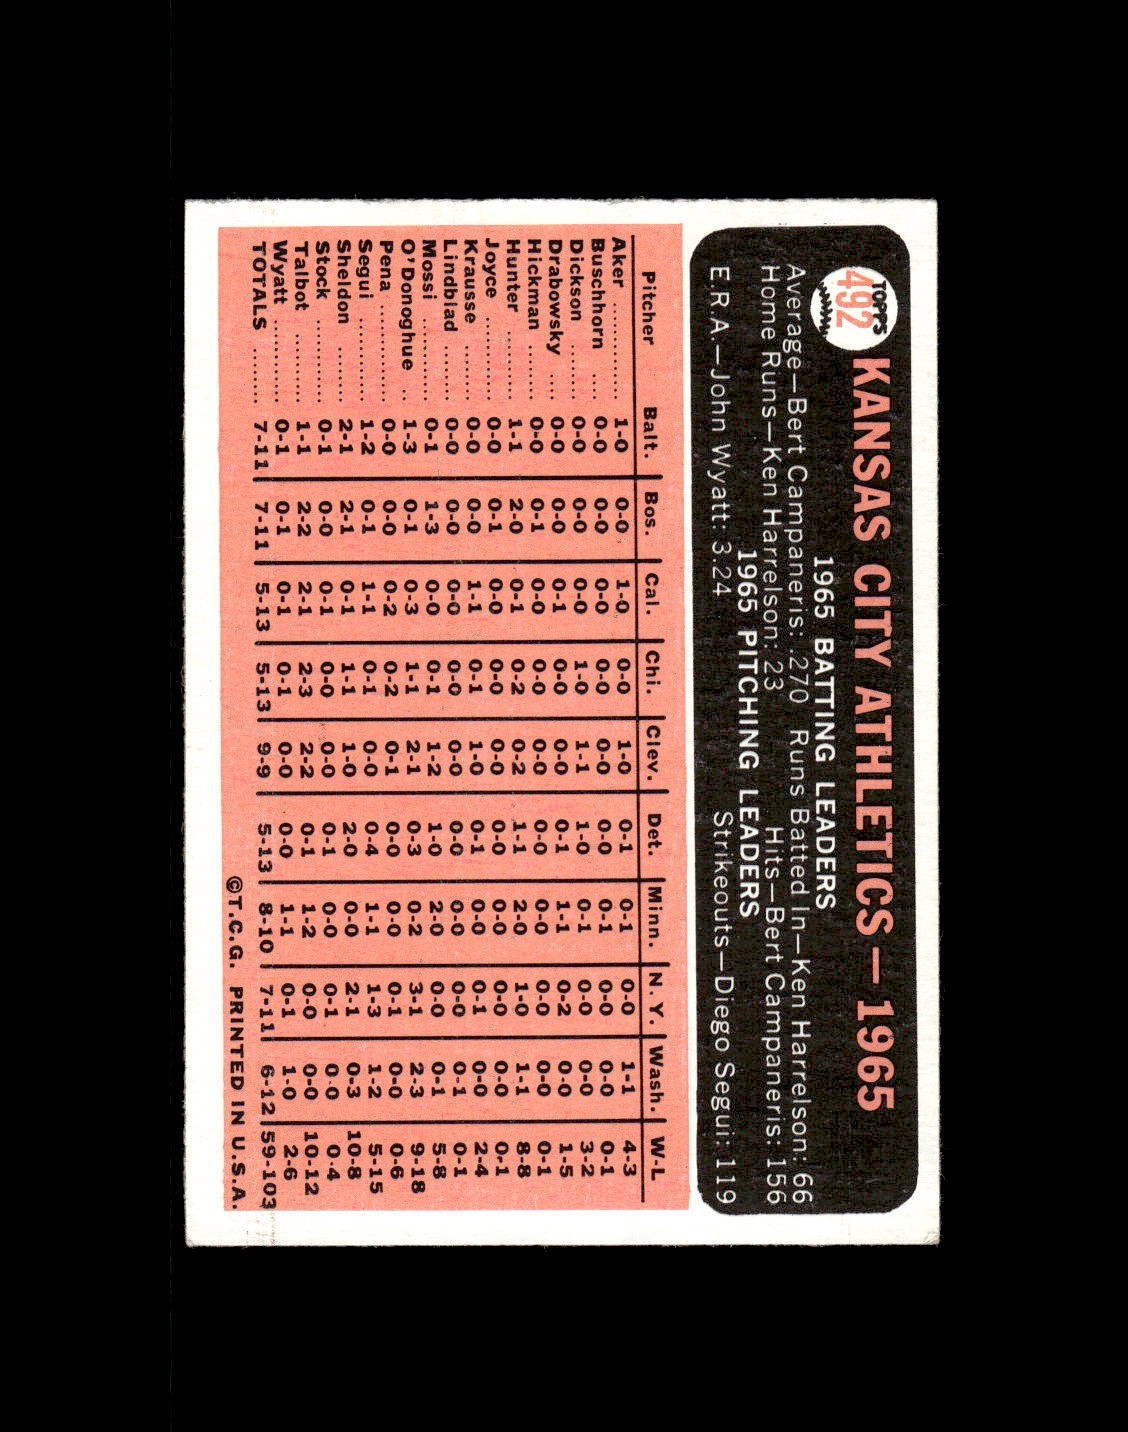 TOPPS
492
KANSAS CITY ATHLETICS—1965
1965 BATTING LEADERS
Average—Bert Campaneris: .270 Runs Batted In—Ken Harrelson: 66
Home Runs—Ken Harrelson: 23 Hits—Bert Campaneris: 156
1965 PITCHING LEADERS
E.R.A.—John Wyatt: 3.24 Strikeouts—Diego Segui: 119
Pitcher Balt. Bos. Cal. Chi. Clev. Det. Minn. N. Y. Wash. W-L
Aker 1-0 0-0 1-0 0-0 1-0 0-1 0-1 0-0 1-1 4-3
Buschhorn 0-0 0-0 0-0 0-0 0-0 0-0 0-1 0-0 0-0 0-1
Dickson 0-0 0-0 0-0 1-0 1-1 1-0 0-1 0-0 0-0 3-2
Drabowsky 0-0 0-0 0-1 0-0 0-0 0-1 1-1 0-2 0-0 1-5
Hickman 0-0 0-1 0-0 0-0 0-0 0-0 0-0 0-0 0-0 0-1
Hunter 1-1 2-0 0-1 0-2 0-2 1-1 2-0 1-0 1-1 8-8
Joyce 0-0 0-1 0-0 0-0 0-0 0-0 0-0 0-0 0-0 0-1
Krausse 0-0 0-0 1-1 0-1 1-0 0-1 0-0 0-1 0-0 2-4
Lindblad 0-0 0-0 0-0 0-0 0-0 0-0 0-0 0-0 0-1 0-1
Mossi 0-1 1-3 0-0 0-1 1-2 1-0 2-0 0-0 0-1 5-8
O'Donoghue 1-3 0-1 0-3 1-1 2-1 0-3 0-2 3-1 2-3 9-18
Pena 0-0 0-0 0-2 0-2 0-1 0-0 0-0 0-1 0-0 0-6
Segui 1-2 0-1 1-1 0-1 0-0 0-4 1-1 1-3 1-2 5-15
Sheldon 2-1 2-1 0-1 1-1 1-0 2-0 0-0 2-1 0-3 10-8
Stock 0-1 0-0 0-1 0-0 0-0 0-1 0-0 0-1 0-0 0-4
Talbot 1-1 2-2 2-1 2-3 2-2 0-1 1-2 0-0 0-0 10-12
Wyatt 0-1 0-1 0-1 0-1 0-0 0-0 1-1 0-1 1-0 2-6
TOTALS 7-11 7-11 5-13 5-13 9-9 5-13 8-10 7-11 6-12 59-103
©T.C.G. PRINTED IN U.S.A.